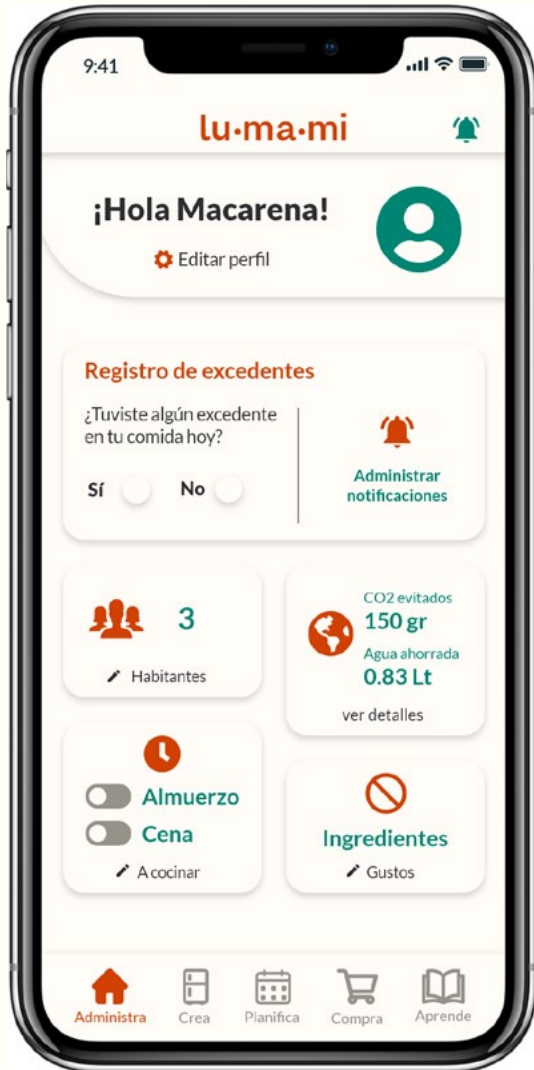 9:41
lu·ma·mi
¡Hola Macarena!
Editar perfil
Registro de excedentes
¿Tuviste algún excedente
en tu comida hoy?
Sí
No
Administrar
notificaciones
3
Habitantes
CO2 evitados
150 gr
Agua ahorrada
0.83 Lt
ver detalles
Almuerzo
Cena
A cocinar
Ingredientes
Gustos
Administra
Crea
Planifica
Compra
Aprende